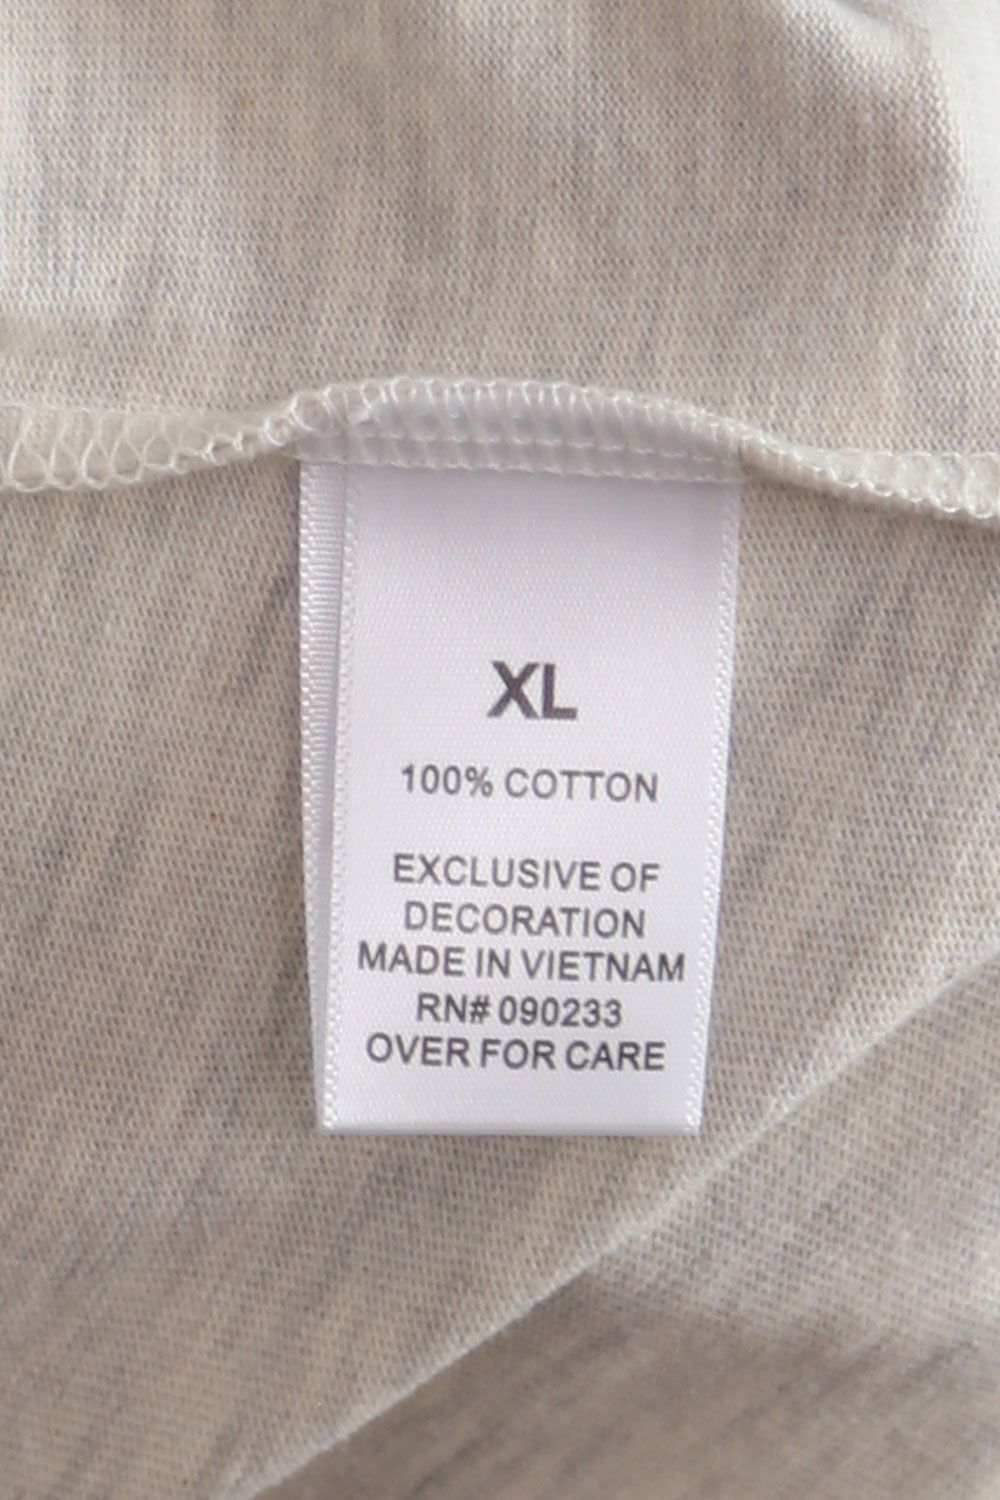 XL
100% COTTON
EXCLUSIVE OF
DECORATION
MADE IN VIETNAM
RN# 090233
OVER FOR CARE